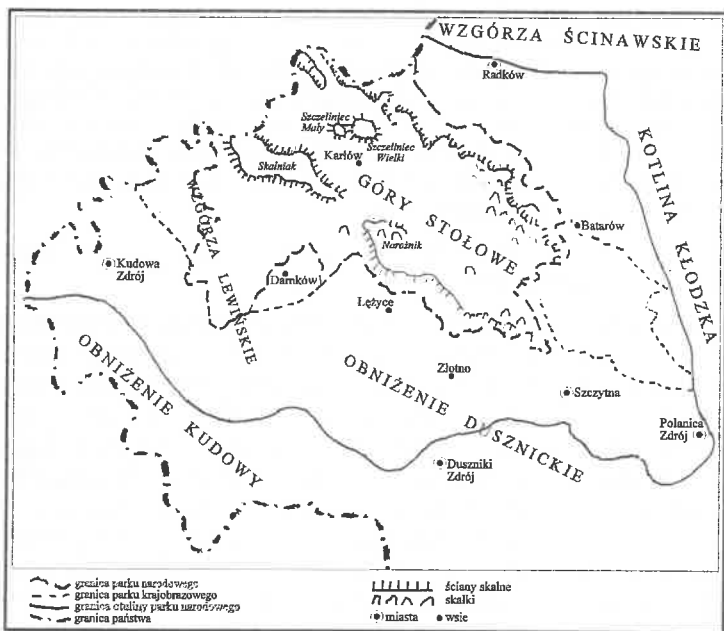 WZGÓRZA ŚCINAWSKIE
Radków
KOTLINA KŁODZKA
Szczeliniec
Mały
Szczeliniec
Wielki
Karłów
Skalniak
GÓRY STOŁOWE
Batarów
Narożnik
WZGÓRZA LEWIŃSKIE
Kudowa
Zdrój
Darnków
Łężyce
OBNIŻENIE KUDOWY
OBNIŻENIE DUSZNICKIE
Złotno
Szczytna
Polanica
Zdrój
Duszniki
Zdrój
granica parku narodowego
granica parku krajobrazowego
granica otuliny parku narodowego
granica państwa
ściany skalne
skałki
miasta
wsie